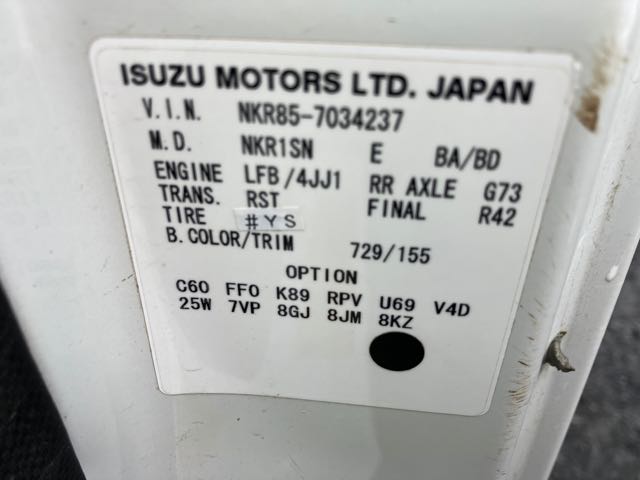 ISUZU MOTORS LTD. JAPAN
V.I.N. NKR85-7034237
M.D. NKR1SN E BA/BD
ENGINE LFB/4JJ1 RR AXLE G73
TRANS. RST FINAL R42
TIRE #YS
B.COLOR/TRIM 729/155
OPTION
C60 FF0 K89 RPV U69 V4D
25W 7VP 8GJ 8JM 8KZ